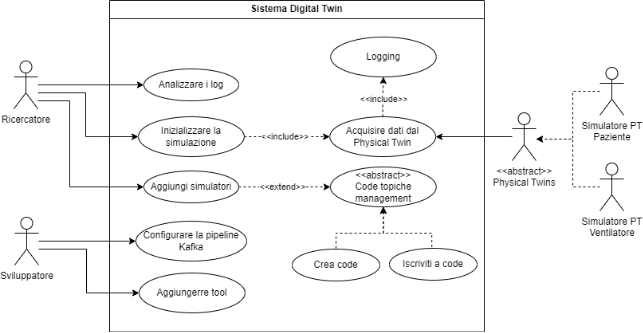 Sistema Digital Twin
Logging
Analizzare i log
<<include>>
Ricercatore
Inizializzare la
simulazione
<<include>>
Acquisire dati dal
Physical Twin
Simulatore PT
Paziente
<<abstract>>
Physical Twins
Aggiungi simulatori
<<extend>>
<<abstract>>
Code topiche
management
Simulatore PT
Ventilatore
Configurare la pipeline
Kafka
Sviluppatore
Crea code
Iscriviti a code
Aggiungerre tool